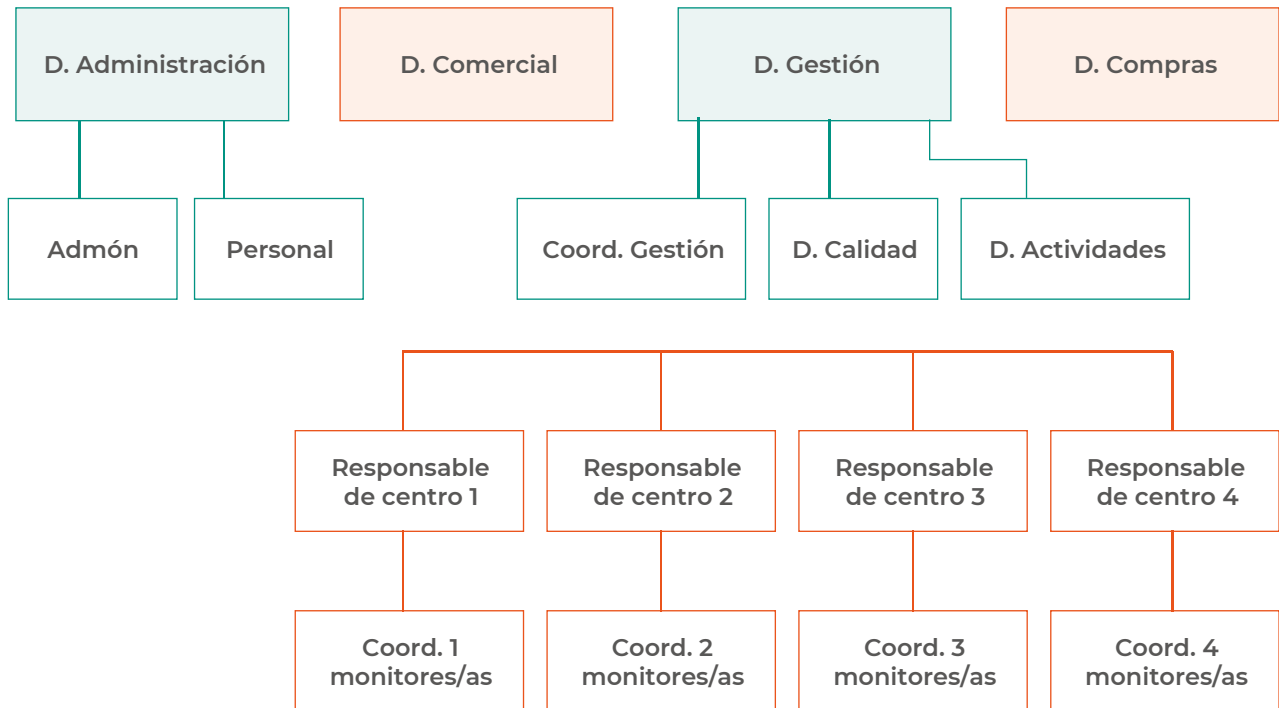 D. Administración
D. Comercial
D. Gestión
D. Compras
Admón
Personal
Coord. Gestión
D. Calidad
D. Actividades
Responsable
de centro 1
Responsable
de centro 2
Responsable
de centro 3
Responsable
de centro 4
Coord. 1
monitores/as
Coord. 2
monitores/as
Coord. 3
monitores/as
Coord. 4
monitores/as